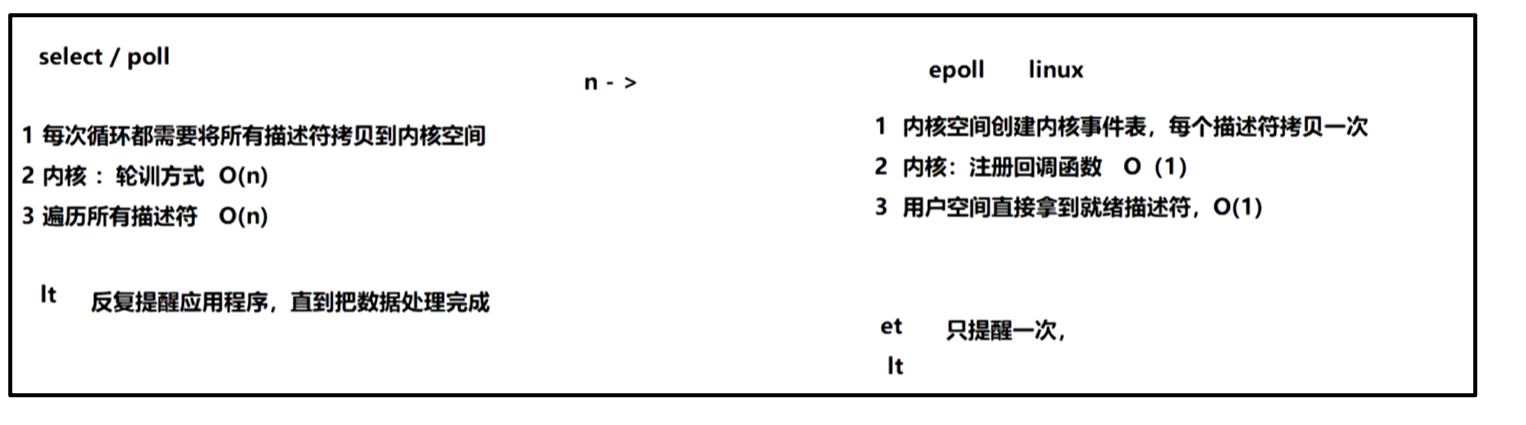 select / poll
n - >
epoll linux
1 每次循环都需要将所有描述符拷贝到内核空间
2 内核 ：轮训方式 O(n)
3 遍历所有描述符 O(n)
lt 反复提醒应用程序，直到把数据处理完成
1 内核空间创建内核事件表，每个描述符拷贝一次
2 内核：注册回调函数 O（1）
3 用户空间直接拿到就绪描述符，O(1)
et 只提醒一次，
lt